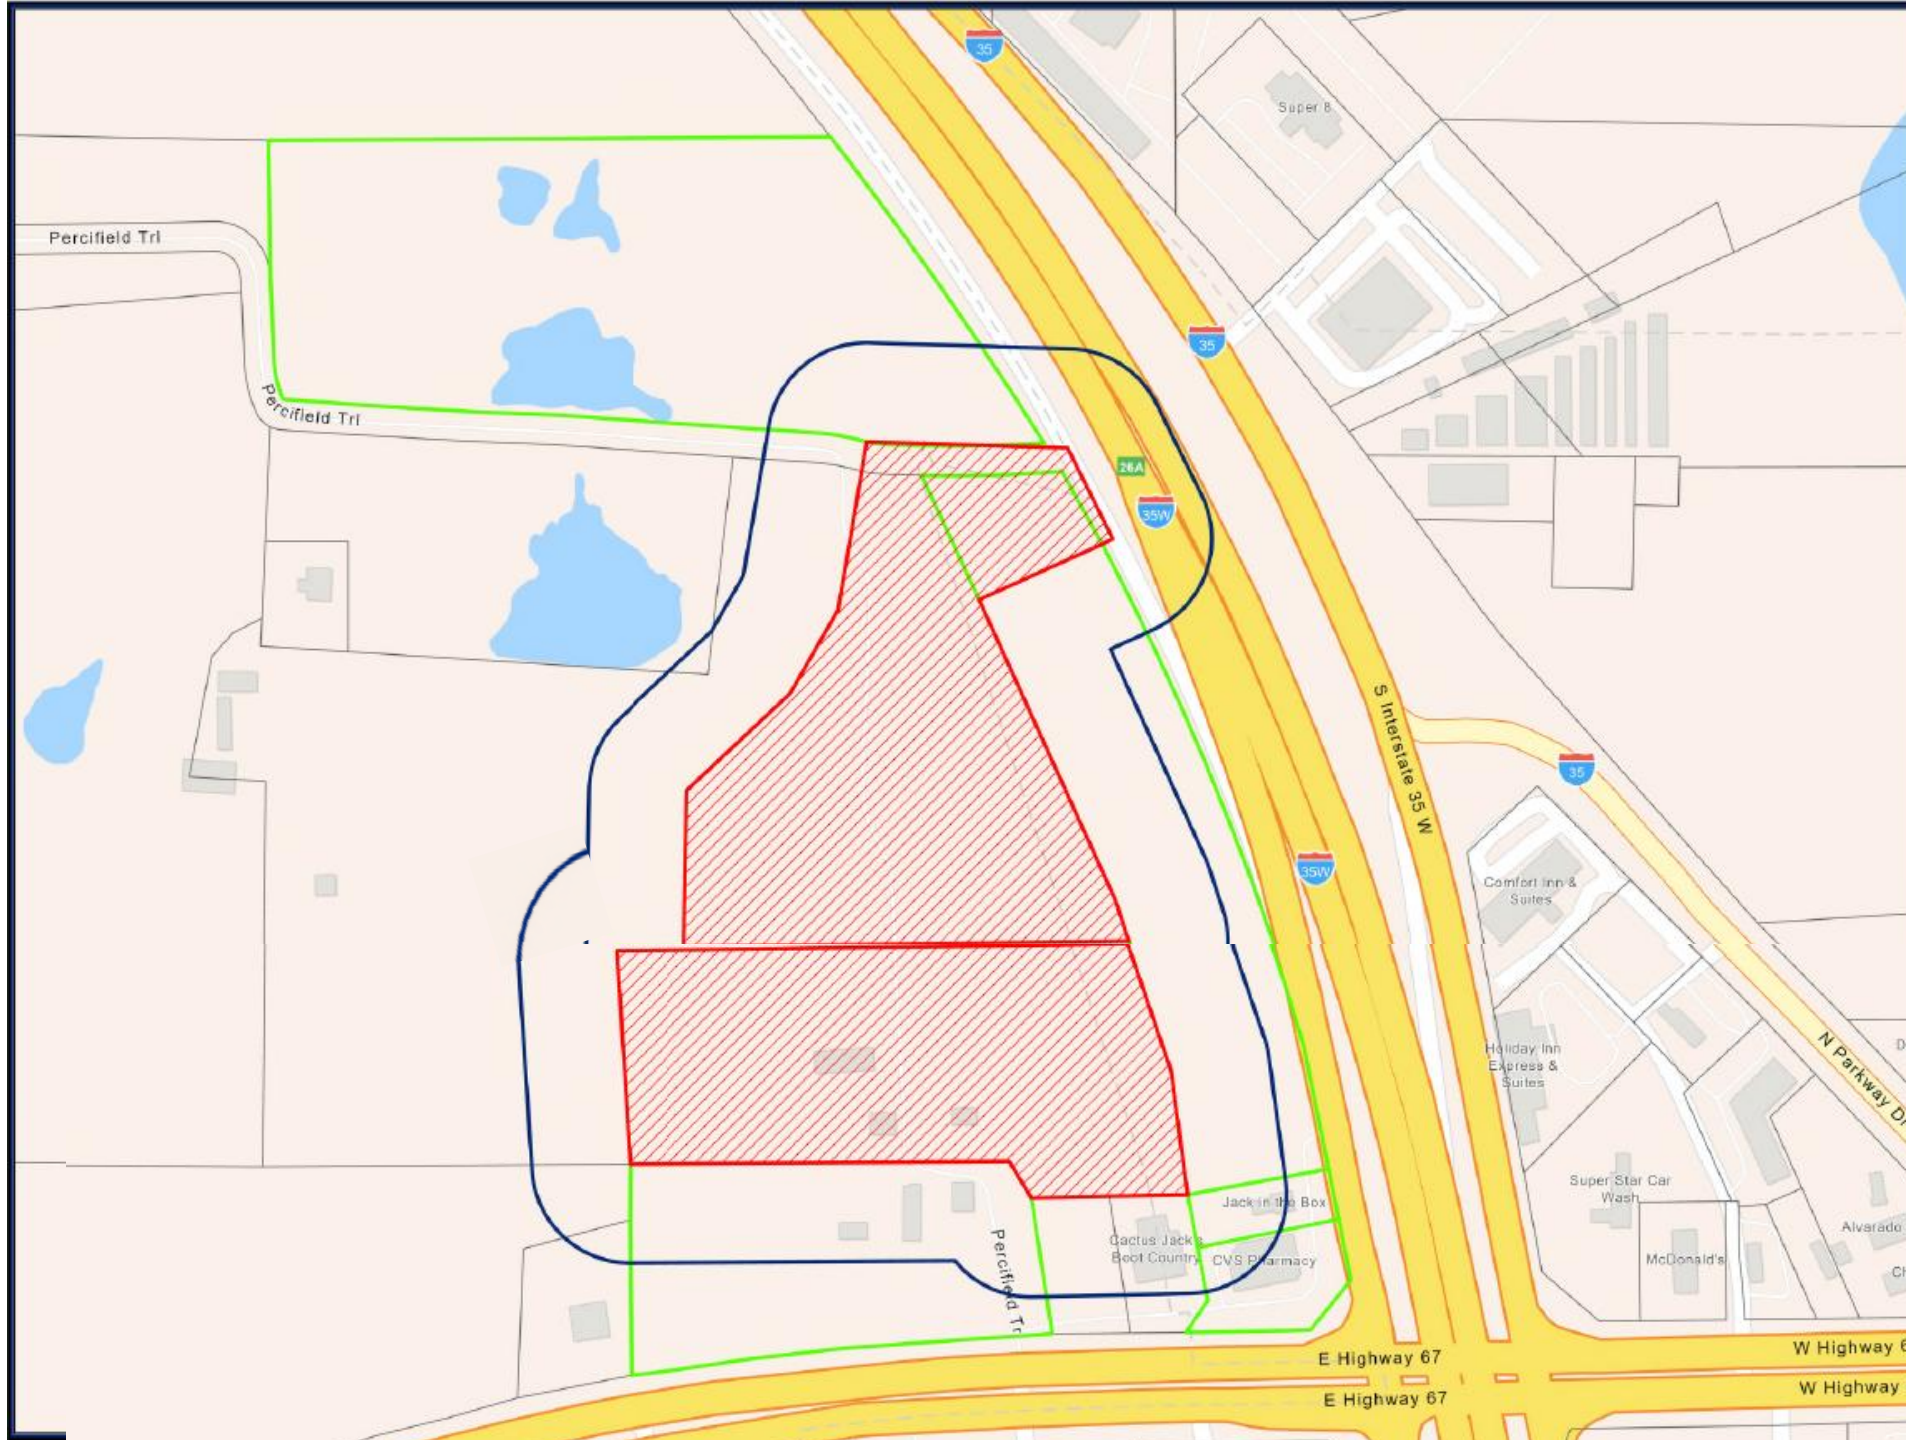 35
Super 8
Percifield Trl
35
Percifield Trl
26A
35W
S Interstate 35 W
35
35W
Comfort Inn &
Suites
Holiday Inn
Express &
Suites
N Parkway Dr
D
Super Star Car
Wash
Jack in the Box
Alvarado
Percifield Tr
Cactus Jack's
Boot Country
CVS Pharmacy
McDonald's
Ch
W Highway 6
E Highway 67
W Highway
E Highway 67